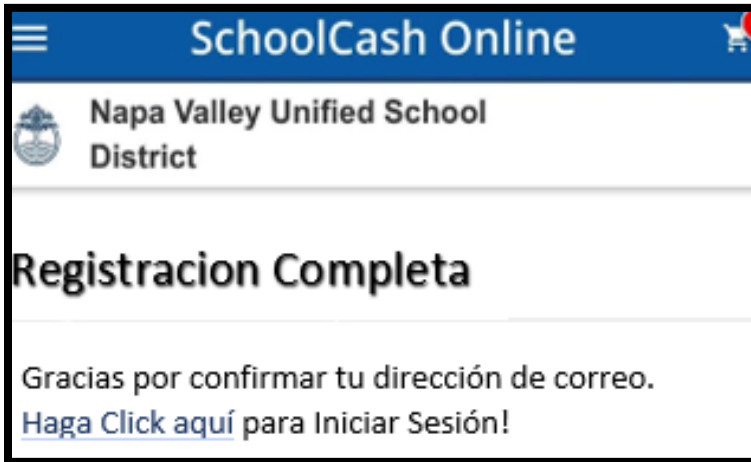 SchoolCash Online
Napa Valley Unified School
District
Registracion Completa
Gracias por confirmar tu dirección de correo.
Haga Click aquí para Iniciar Sesión!